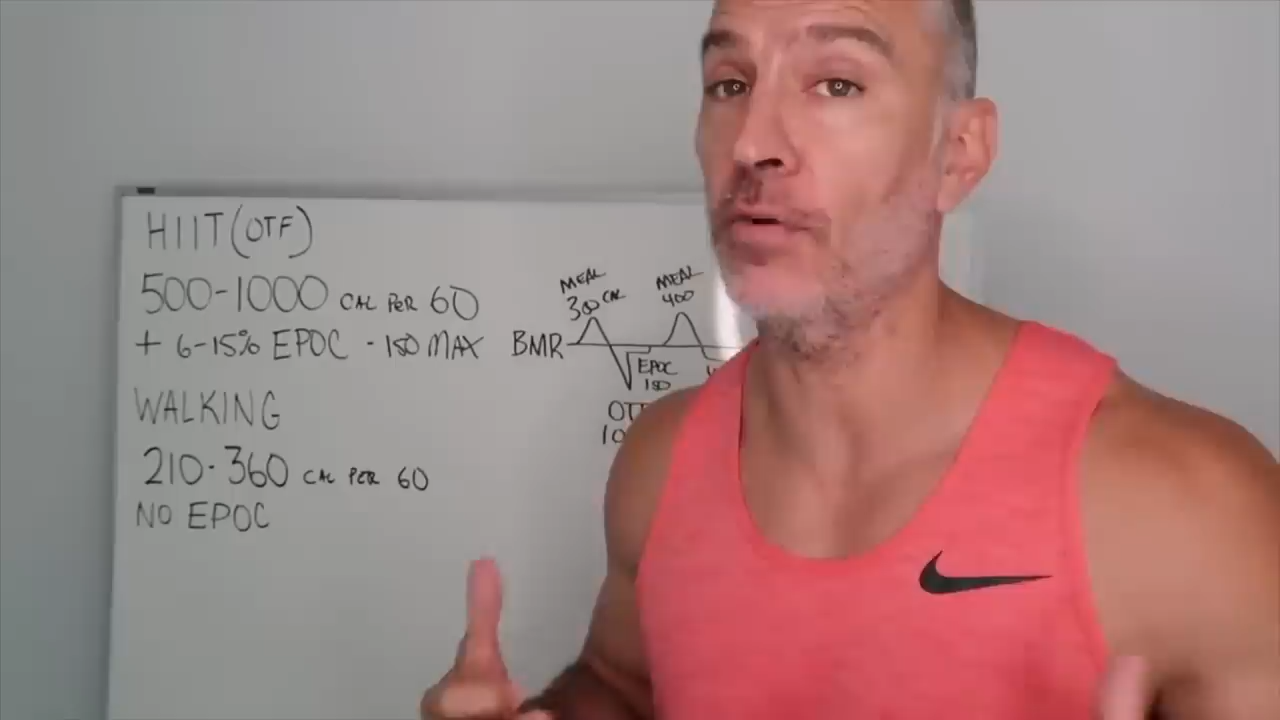 HIIT (OTF)
500-1000 CAL PER 60
+ 6-15% EPOC - 150 MAX
WALKING
210-360 CAL PER 60
NO EPOC
MEAL
300 CAL
MEAL
400
BMR
EPOC
150